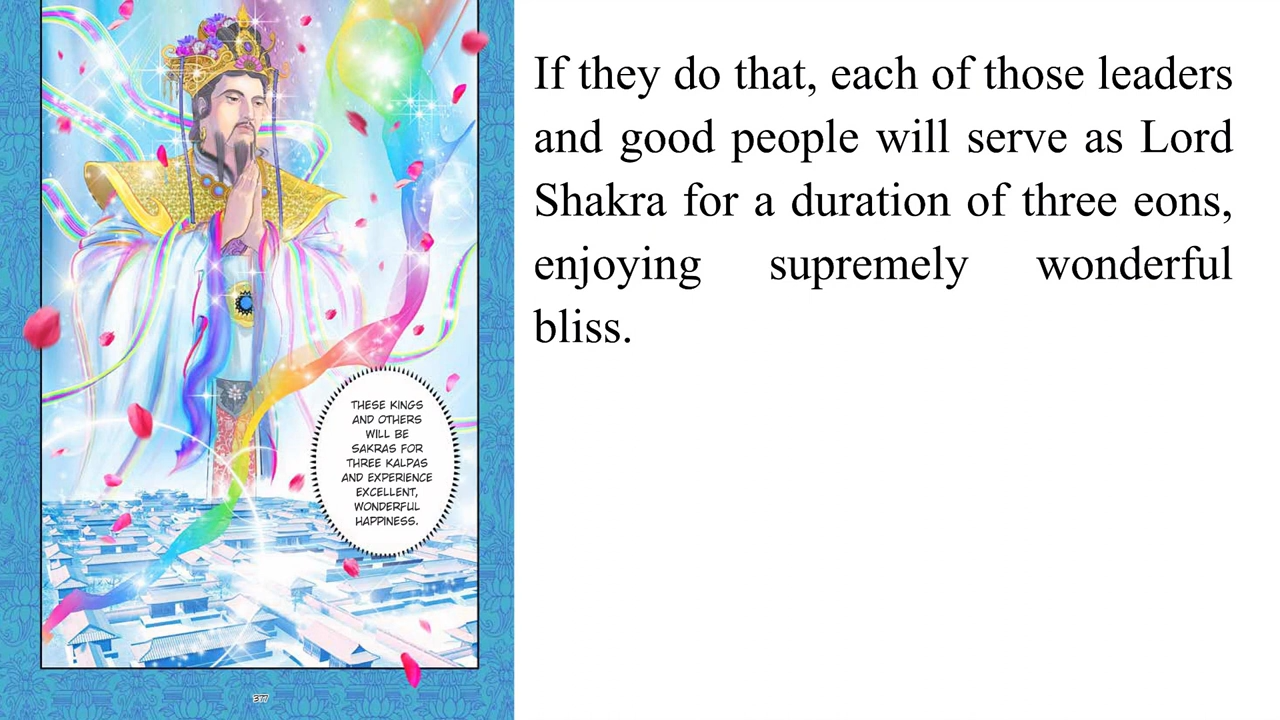 THESE KINGS
AND OTHERS
WILL BE
SAKRAS FOR
THREE KALPAS
AND EXPERIENCE
EXCELLENT,
WONDERFUL
HAPPINESS.
377
If they do that, each of those leaders
and good people will serve as Lord
Shakra for a duration of three eons,
enjoying supremely wonderful
bliss.